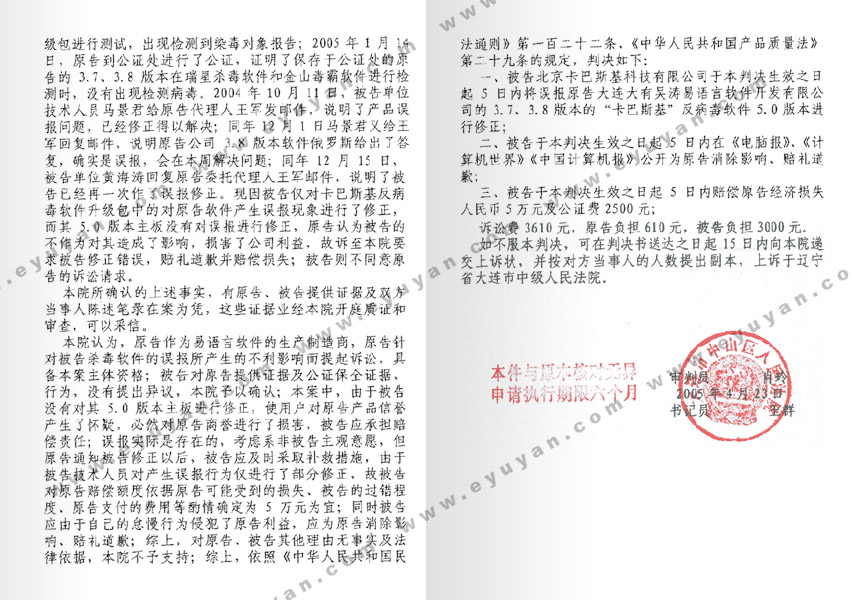 级包进行测试，出现检测到染毒对象报告；2005 年 1 月 14
日，原告到公证处进行了公证，证明了保存于公证处的原
告的 3.7、3.8 版本在瑞星杀毒软件和金山毒霸软件进行检
测时，没有出现检测病毒。2004 年 10 月 11 日，被告单位
技术人员马景君给原告代理人王军发邮件，说明了产品误
报问题，已经修正得以解决；同年 12 月 1 日马景君又给王
军回复邮件，说明原告公司 3.8 版本软件俄罗斯给出了答
复，确实是误报，会在本周解决问题；同年 12 月 15 日，
被告单位黄海涛回复原告委托代理人王军邮件，说明了被
告已经再一次作了误报修正。现因被告仅对卡巴斯基反病
毒软件升级包中的对原告软件产生误报现象进行了修正，
而其 5.0 版本主板没有对误报进行修正，原告认为被告的
不作为对其造成了影响，损害了公司利益，故诉至本院要
求被告修正错误，赔礼道歉并赔偿损失；被告则不同意原
告的诉讼请求。
本院所确认的上述事实，有原告、被告提供证据及双方
当事人陈述笔录在案为凭，这些证据业经本院开庭质证和
审查，可以采信。
本院认为，原告作为易语言软件的生产制造商，原告针
对被告杀毒软件的误报所产生的不利影响而提起诉讼，具
备本案主体资格；被告对原告提供证据及公证保全证据、
行为，没有提出异议，本院予以确认；本案中，由于被告
没有对其 5.0 版本主板进行修正，使用户对原告产品信誉
产生了怀疑，必然对原告商誉进行了损害，被告应承担赔
偿责任；误报实际是存在的，考虑系非被告主观意愿，但
原告通知被告修正以后，被告应及时采取补救措施，由于
被告技术人员对产生误报行为仅进行了部分修正，故被告
对原告赔偿额度依据原告可能受到的损失、被告的过错程
度、原告支付的费用等酌情确定为 5 万元为宜；同时被告
应由于自己的怠慢行为侵犯了原告利益，应为原告消除影
响、赔礼道歉；综上，对原告、被告其他理由无事实及法
律依据，本院不予支持；综上，依照《中华人民共和国民
法通则》第一百二十二条、《中华人民共和国产品质量法》
第二十九条的规定，判决如下：
一、被告北京卡巴斯基科技有限公司于本判决生效之日
起 5 日内将误报原告大连大有吴涛易语言软件开发有限公
司的 3.7、3.8 版本的“卡巴斯基”反病毒软件 5.0 版本进
行修正；
二、被告于本判决生效之日起 5 日内在《电脑报》、《计
算机世界》《中国计算机报》公开为原告消除影响、赔礼道
歉；
三、被告于本判决生效之日起 5 日内赔偿原告经济损失
人民币 5 万元及公证费 2500 元；
诉讼费 3610 元，原告负担 610 元，被告负担 3000 元。
如不服本判决，可在判决书送达之日起 15 日内向本院递
交上诉状，并按对方当事人的人数提出副本，上诉于辽宁
省大连市中级人民法院。
本件与原本核对无异
申请执行期限六个月
审判员 肖岭
2005 年 4 月 23 日
书记员 王群
www.eyuyan.com